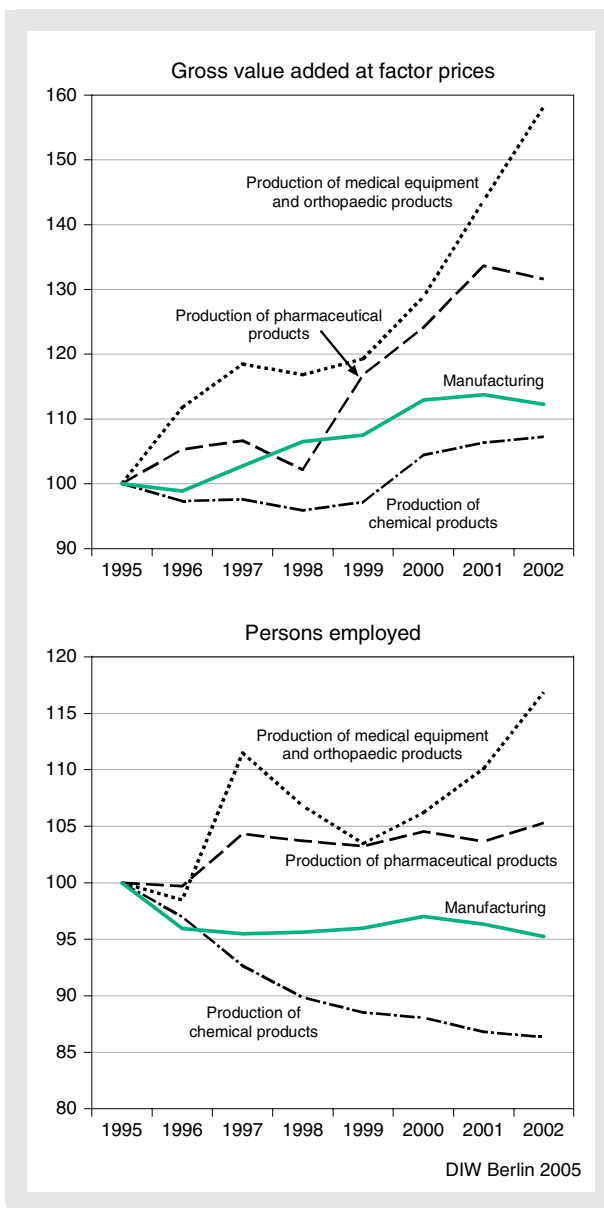 Gross value added at factor prices
160
150
140
130
120
110
100
90
Production of medical equipment
and orthopaedic products
Production of pharmaceutical
products
Manufacturing
Production of
chemical products
1995 1996 1997 1998 1999 2000 2001 2002
Persons employed
120
115
110
105
100
95
90
85
80
Production of medical equipment
and orthopaedic products
Production of pharmaceutical products
Manufacturing
Production of
chemical products
1995 1996 1997 1998 1999 2000 2001 2002
DIW Berlin 2005